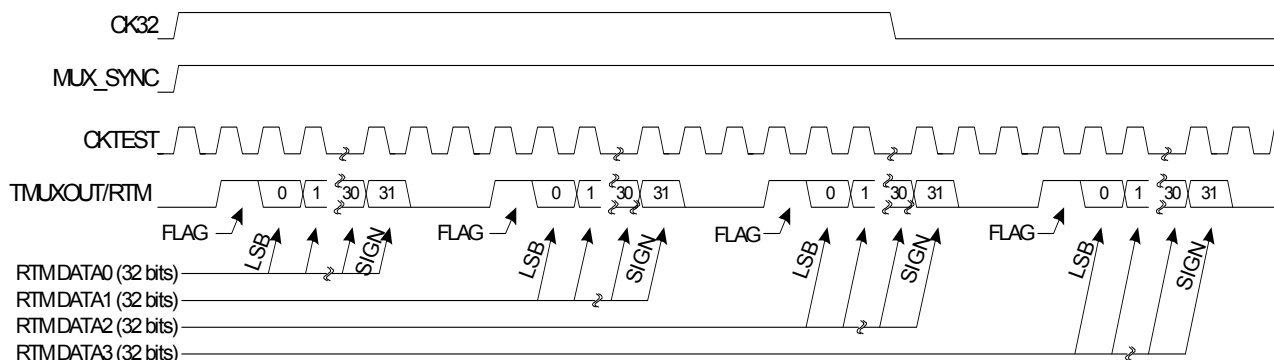 CK32
MUX_SYNC
CKTEST
TMUXOUT/RTM 0 1 30 31 0 1 30 31 0 1 30 31 0 1 30 31
FLAG LSB SIGN FLAG LSB SIGN FLAG LSB SIGN FLAG LSB SIGN
RTMDATA0 (32 bits)
RTMDATA1 (32 bits)
RTMDATA2 (32 bits)
RTMDATA3 (32 bits)